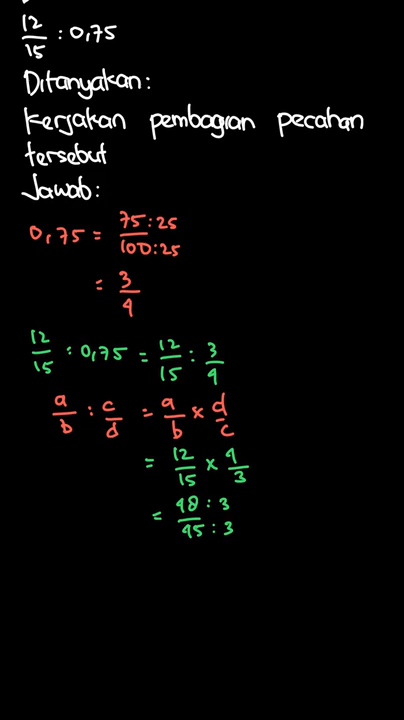 12/15 : 0,75
Ditanyakan:
Kerjakan pembagian pecahan
tersebut
Jawab:
0,75 = 75:25/100:25
= 3/4
12/15 : 0,75 = 12/15 : 3/4
a/b : c/d = a/b × d/c
= 12/15 × 4/3
= 48 : 3/45 : 3